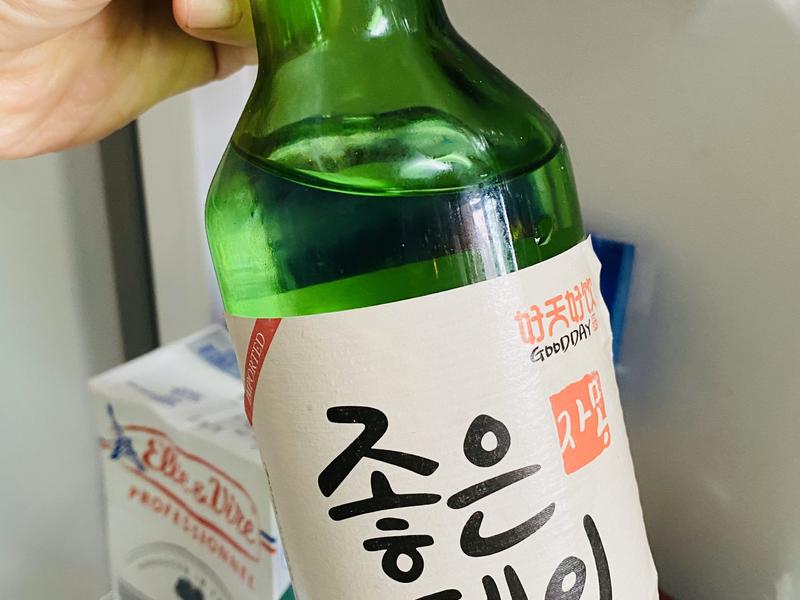 IMPORTED
好天好饮
GOODDAY
자몽
좋은
Elle & Vire
PROFESSIONNEL